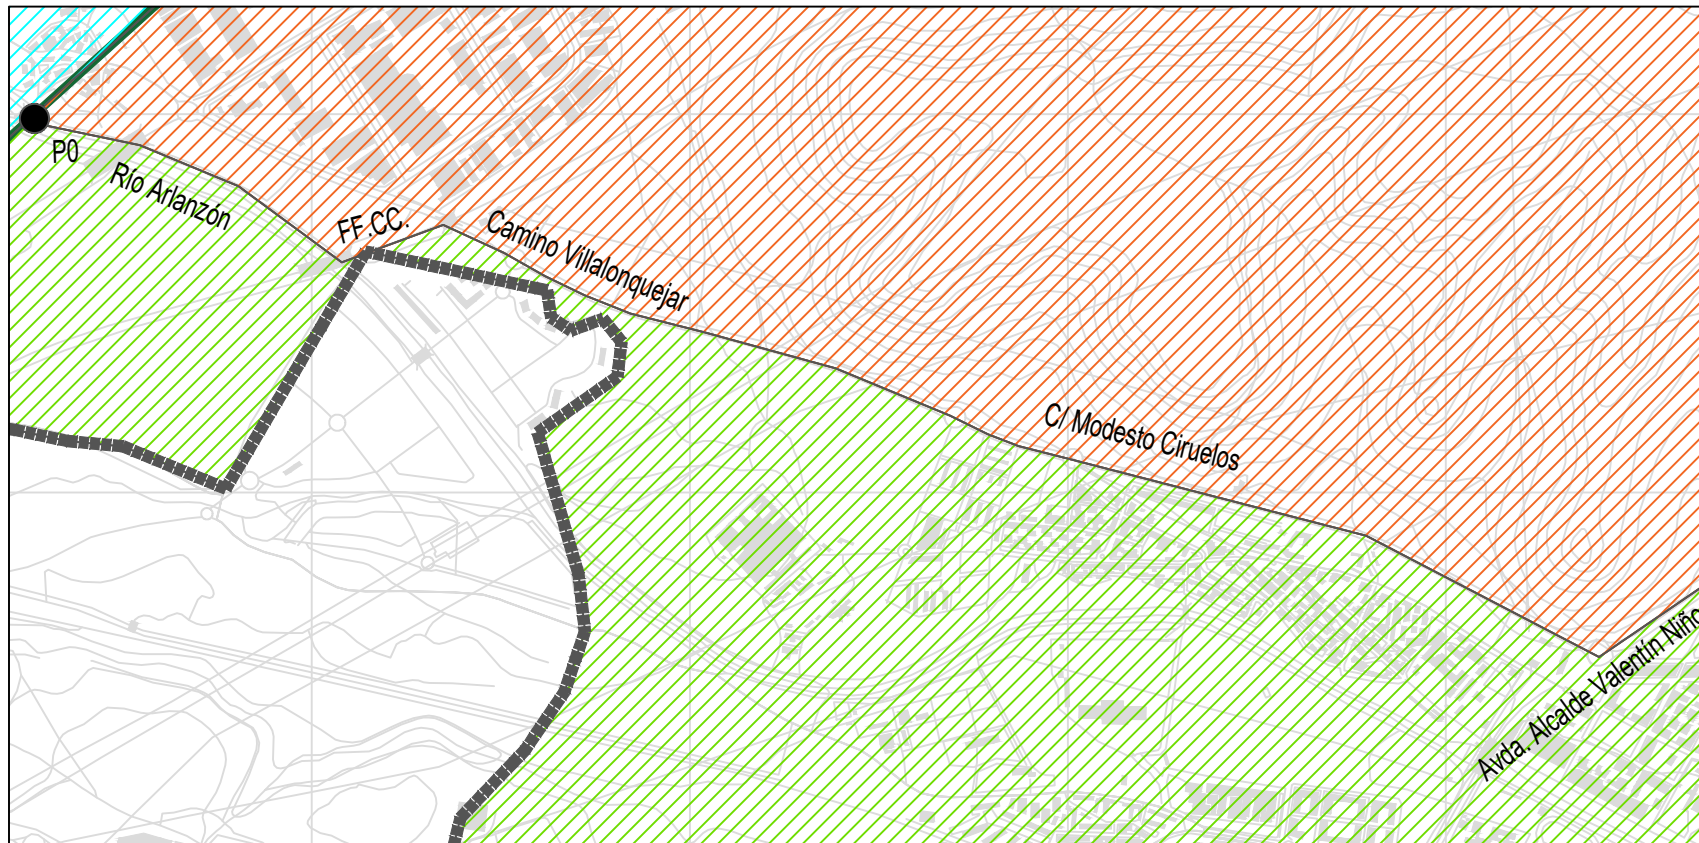 P0
Río Arlanzón
FF.CC.
Camino Villalonquejar
C/ Modesto Ciruelos
Avda. Alcalde Valentín Niño